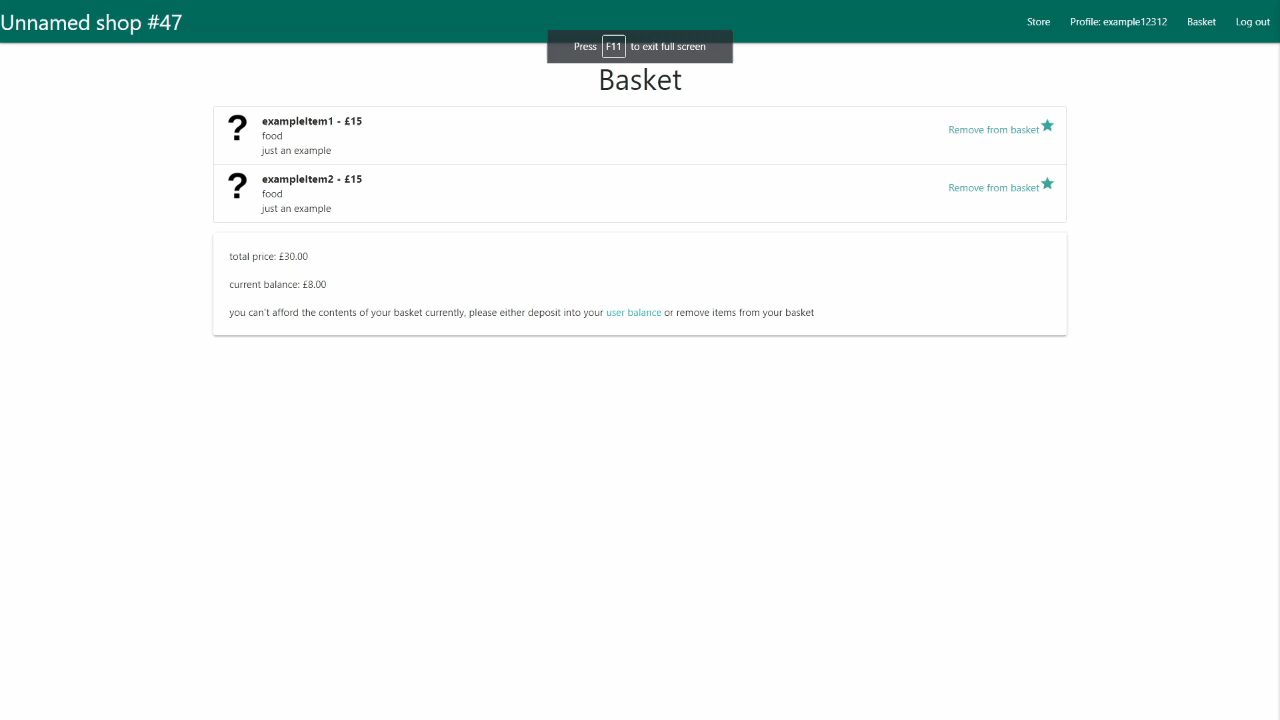 Unnamed shop #47
Store
Profile: example12312
Basket
Log out
Press F11 to exit full screen
Basket
?
exampleItem1 - £15
food
just an example
Remove from basket
?
exampleItem2 - £15
food
just an example
Remove from basket
total price: £30.00
current balance: £8.00
you can't afford the contents of your basket currently, please either deposit into your user balance or remove items from your basket